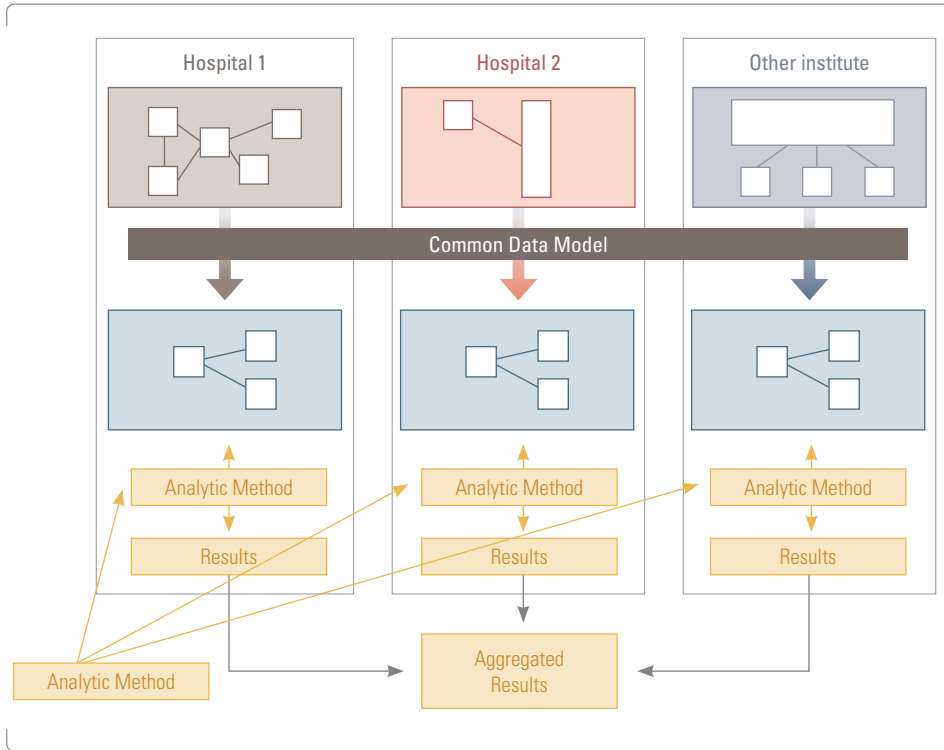 Hospital 1
Hospital 2
Other institute
Common Data Model
Analytic Method
Analytic Method
Analytic Method
Results
Results
Results
Analytic Method
Aggregated
Results